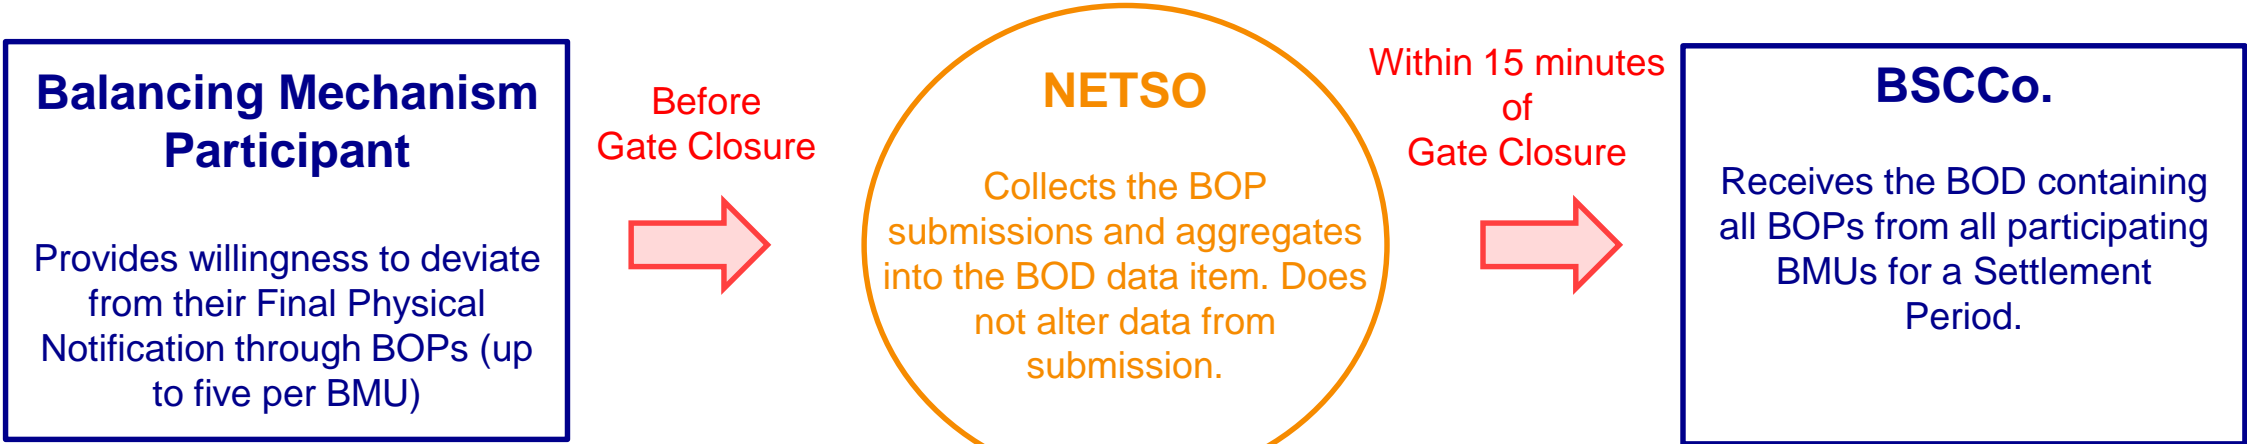 Balancing Mechanism
Participant
Provides willingness to deviate
from their Final Physical
Notification through BOPs (up
to five per BMU)
Before
Gate Closure
NETSO
Collects the BOP
submissions and aggregates
into the BOD data item. Does
not alter data from
submission.
Within 15 minutes
of
Gate Closure
BSCCo.
Receives the BOD containing
all BOPs from all participating
BMUs for a Settlement
Period.